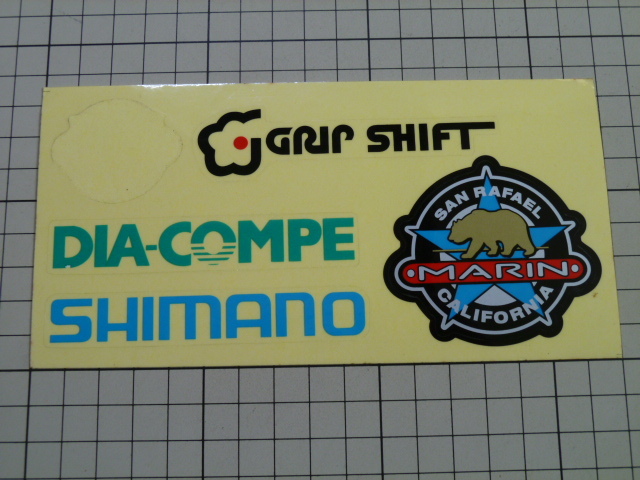 GRIP SHIFT
DIA-COMPE
SHIMANO
SAN RAFAEL
MARIN
CALIFORNIA